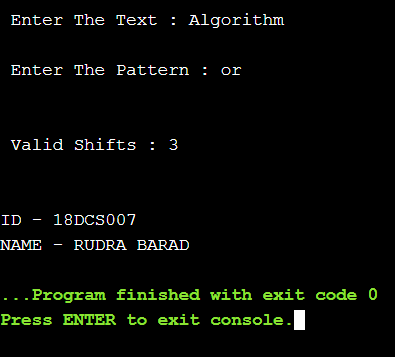 Enter The Text : Algorithm
Enter The Pattern : or
Valid Shifts : 3
ID - 18DCS007
NAME - RUDRA BARAD
...Program finished with exit code 0
Press ENTER to exit console.